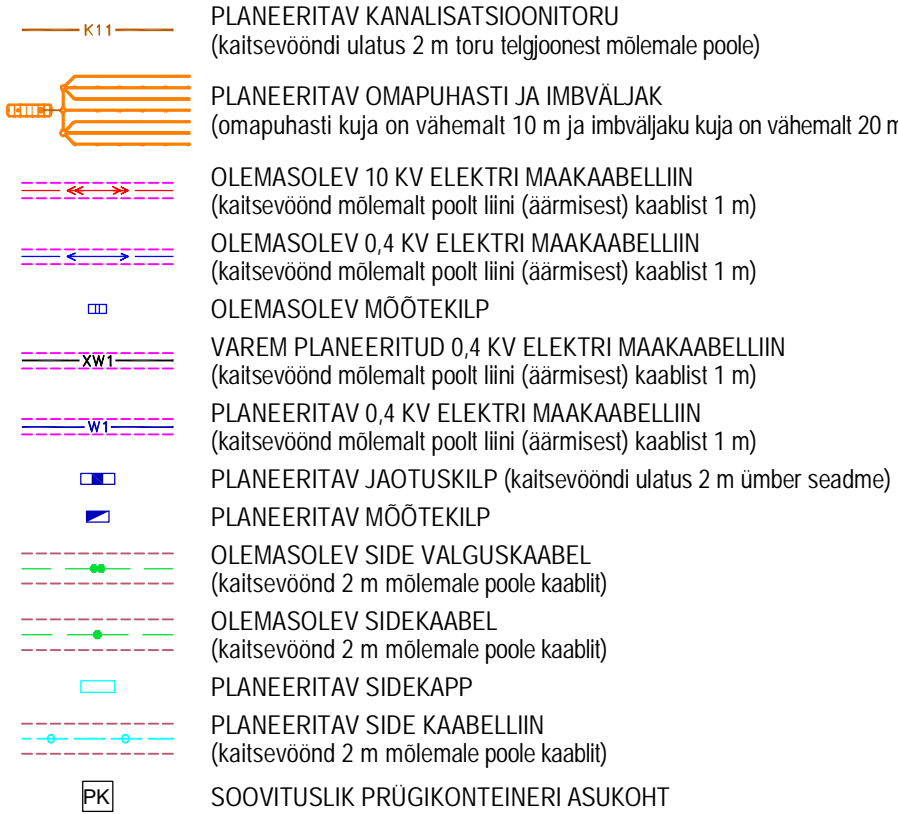 K11
PLANEERITAV KANALISATSIOONITORU
(kaitsevööndi ulatus 2 m toru telgjoonest mõlemale poole)
PLANEERITAV OMAPUHASTI JA IMBVÄLJAK
(omapuhasti kuja on vähemalt 10 m ja imbväljaku kuja on vähemalt 20 m
OLEMASOLEV 10 KV ELEKTRI MAAKAABELLIIN
(kaitsevöönd mõlemalt poolt liini (äärmisest) kaablist 1 m)
OLEMASOLEV 0,4 KV ELEKTRI MAAKAABELLIIN
(kaitsevöönd mõlemalt poolt liini (äärmisest) kaablist 1 m)
OLEMASOLEV MÕÕTEKILP
XW1
VAREM PLANEERITUD 0,4 KV ELEKTRI MAAKAABELLIIN
(kaitsevöönd mõlemalt poolt liini (äärmisest) kaablist 1 m)
W1
PLANEERITAV 0,4 KV ELEKTRI MAAKAABELLIIN
(kaitsevöönd mõlemalt poolt liini (äärmisest) kaablist 1 m)
PLANEERITAV JAOTUSKILP (kaitsevööndi ulatus 2 m ümber seadme)
PLANEERITAV MÕÕTEKILP
OLEMASOLEV SIDE VALGUSKAABEL
(kaitsevöönd 2 m mõlemale poole kaablit)
OLEMASOLEV SIDEKAABEL
(kaitsevöönd 2 m mõlemale poole kaablit)
PLANEERITAV SIDEKAPP
PLANEERITAV SIDE KAABELLIIN
(kaitsevöönd 2 m mõlemale poole kaablit)
PK
SOOVITUSLIK PRÜGIKONTEINERI ASUKOHT